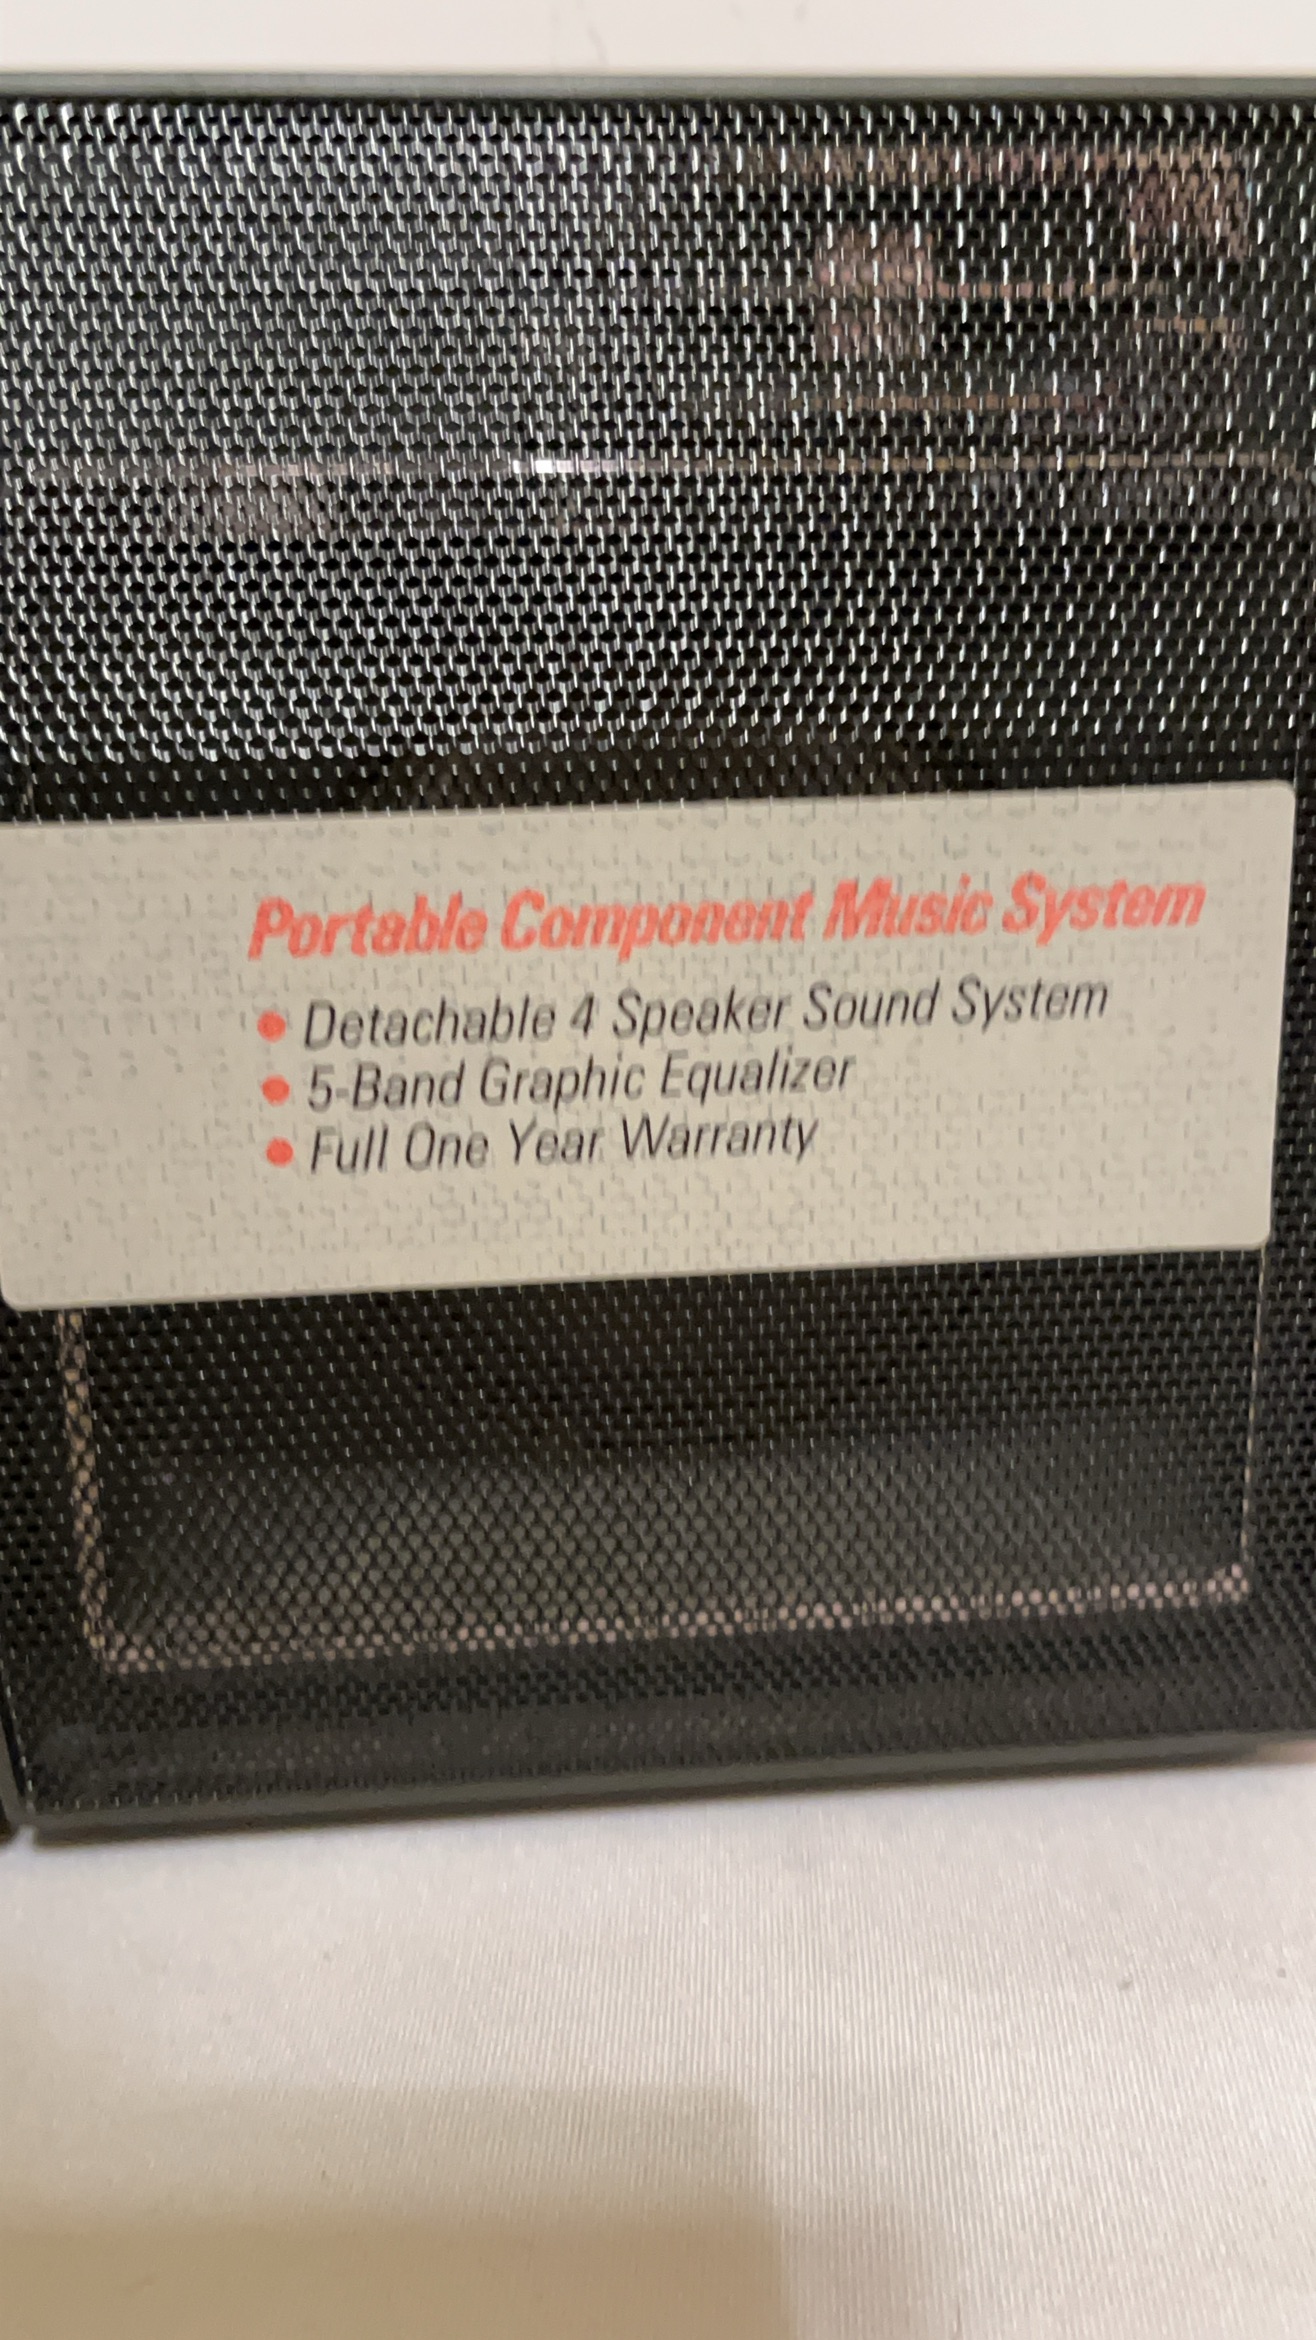 Portable Component Music System
• Detachable 4 Speaker Sound System
• 5-Band Graphic Equalizer
• Full One Year Warranty